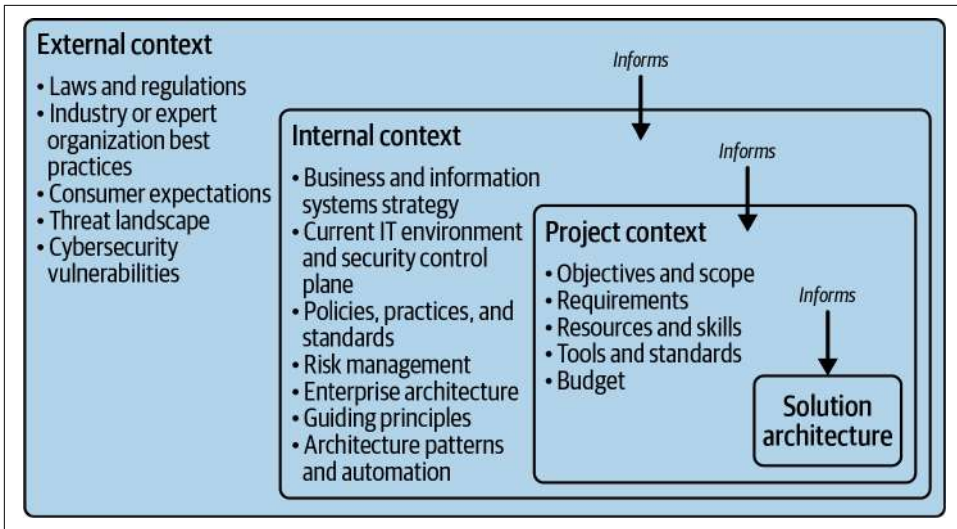 External context
• Laws and regulations
• Industry or expert
organization best
practices
• Consumer expectations
• Threat landscape
• Cybersecurity
vulnerabilities
Informs
Internal context
• Business and information
systems strategy
• Current IT environment
and security control
plane
• Policies, practices, and
standards
• Risk management
• Enterprise architecture
• Guiding principles
• Architecture patterns
and automation
Informs
Project context
• Objectives and scope
• Requirements
• Resources and skills
• Tools and standards
• Budget
Informs
Solution
architecture